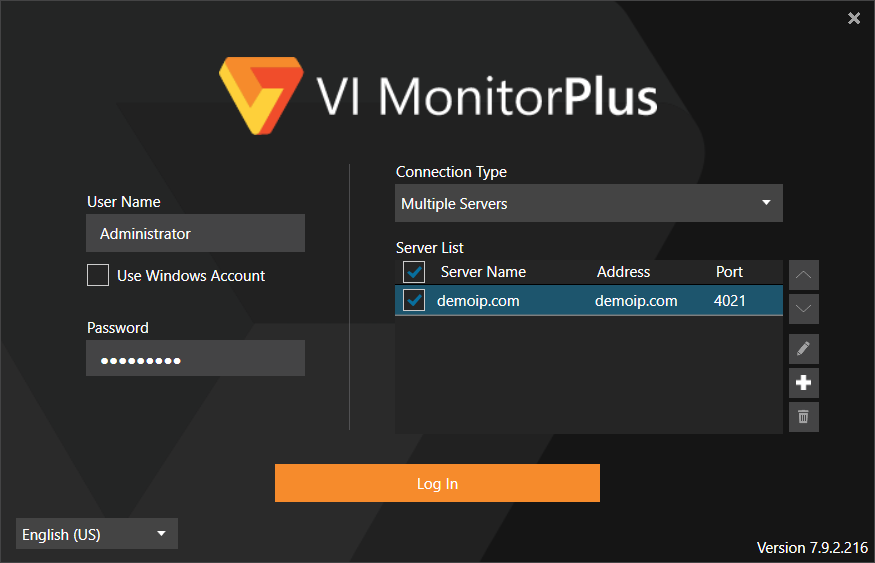 VI MonitorPlus
User Name
Administrator
Use Windows Account
Password
●●●●●●●●●
Connection Type
Multiple Servers
Server List
Server Name Address Port
demoip.com demoip.com 4021
Log In
English (US)
Version 7.9.2.216